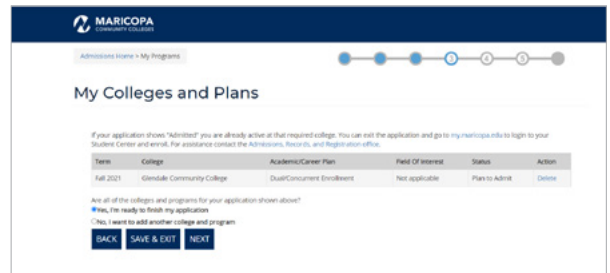 MARICOPA
COMMUNITY COLLEGES
Admissions Home > My Programs
3 4 5
My Colleges and Plans
If your application shows "Admitted" you are already active at that required college. You can exit the application and go to my.maricopa.edu to login to your
Student Center and enroll. For assistance contact the Admissions, Records, and Registration office.
Term College Academic/Career Plan Field Of Interest Status Action
Fall 2021 Glendale Community College Dual/Concurrent Enrollment Not applicable Plan to Admit Delete
Are all of the colleges and programs for your application shown above?
Yes, I'm ready to finish my application
No, I want to add another college and program
BACK SAVE & EXIT NEXT